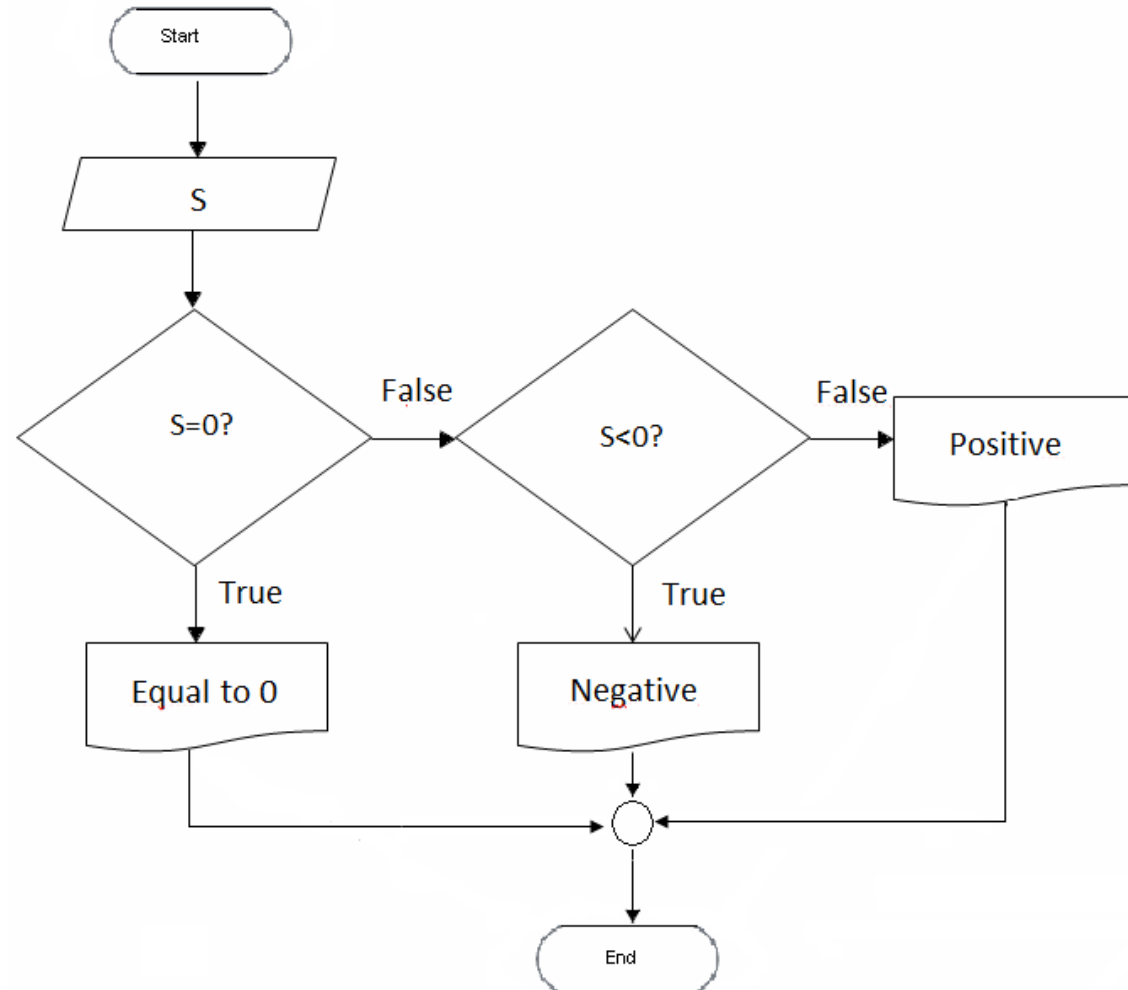 Start
S
S=0?
False
S<0?
False
Positive
True
True
Equal to 0
Negative
End